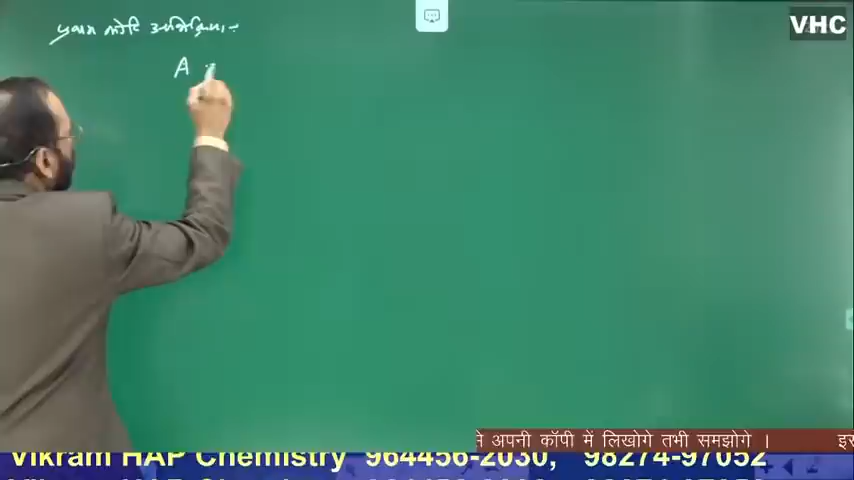 प्रथम कोटि अभिक्रिया :-
VHC
A
से अपनी कॉपी में लिखोगे तभी समझोगे ।
Vikram HAP Chemistry 964456-2030, 98274-97052